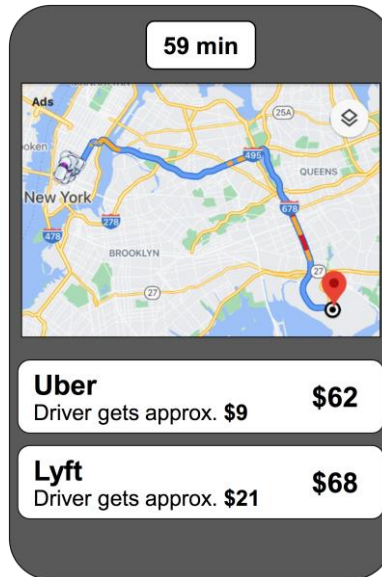 59 min
Ads
25A
oken
495
QUEENS
New York
678
278
478
BROOKLYN
27
27
Uber
$62
Driver gets approx. $9
Lyft
$68
Driver gets approx. $21